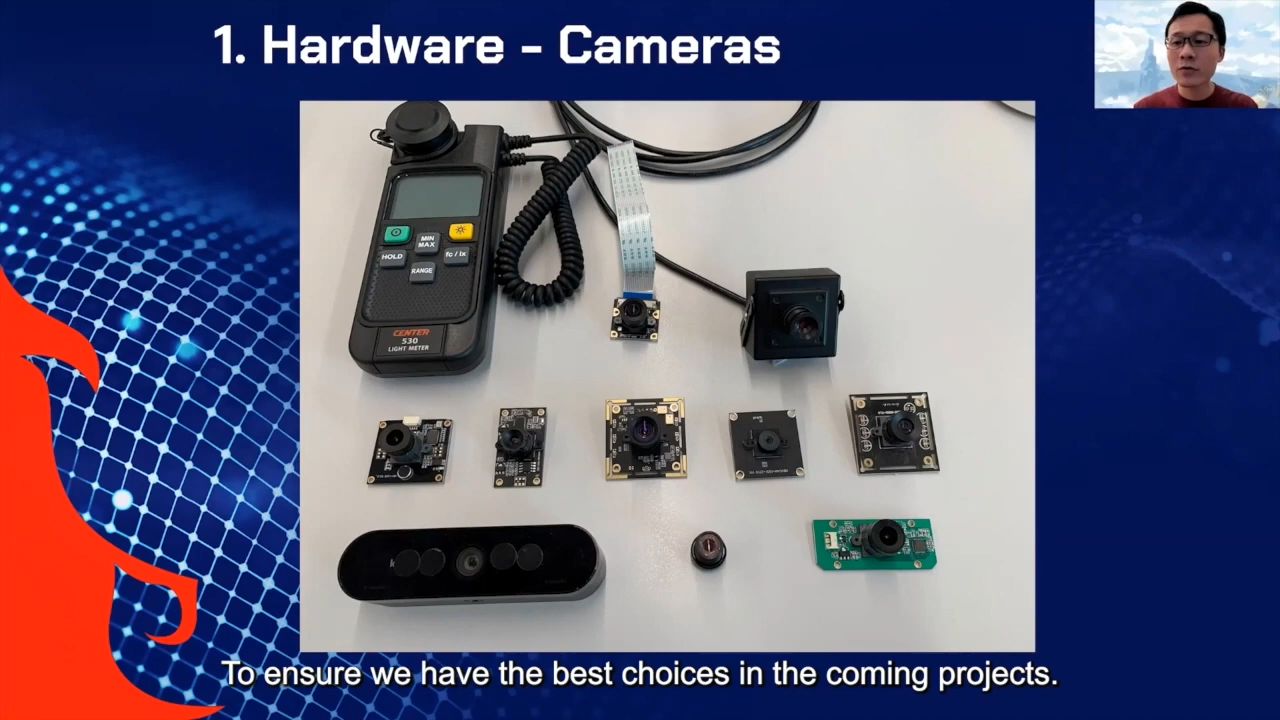 1. Hardware - Cameras
MIN
MAX
HOLD
fc / lx
RANGE
CENTER
530
LIGHT METER
To ensure we have the best choices in the coming projects.